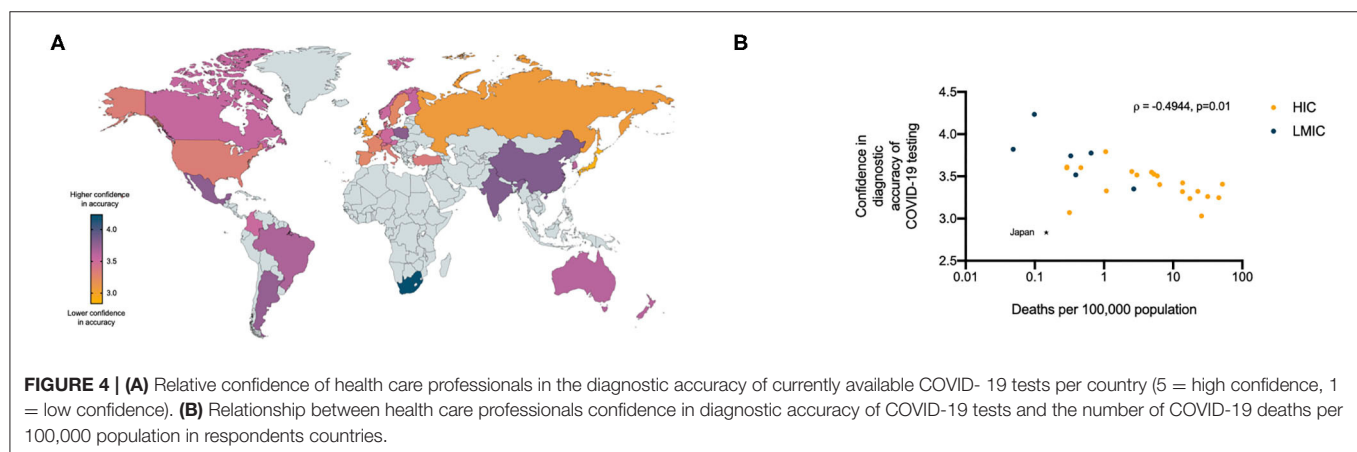 A
Higher confidence
in accuracy
4.0
3.5
3.0
Lower confidence
in accuracy
B
Confidence in
diagnostic
accuracy of
COVID-19 testing
4.5
4.0
3.5
3.0
2.5
ρ = -0.4944, p=0.01
HIC
LMIC
Japan *
0.01
0.1
1
10
100
Deaths per 100,000 population
FIGURE 4 | (A) Relative confidence of health care professionals in the diagnostic accuracy of currently available COVID- 19 tests per country (5 = high confidence, 1
= low confidence). (B) Relationship between health care professionals confidence in diagnostic accuracy of COVID-19 tests and the number of COVID-19 deaths per
100,000 population in respondents countries.